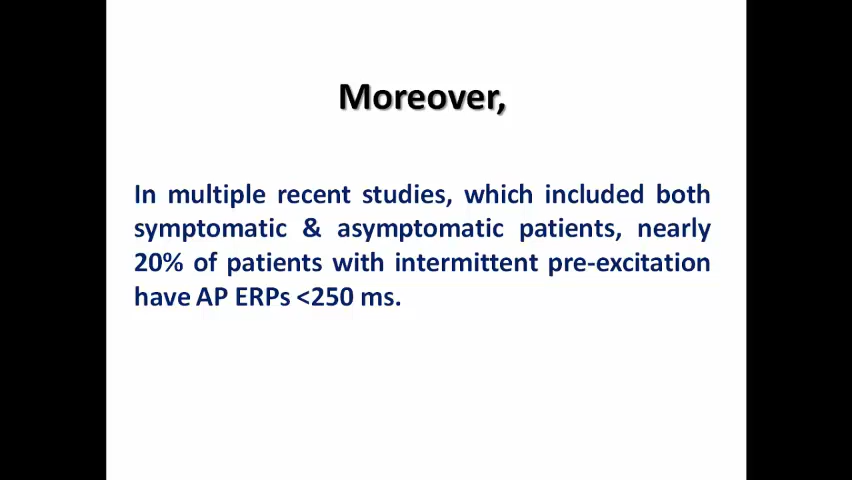 Moreover,
In multiple recent studies, which included both
symptomatic & asymptomatic patients, nearly
20% of patients with intermittent pre-excitation
have AP ERPs <250 ms.